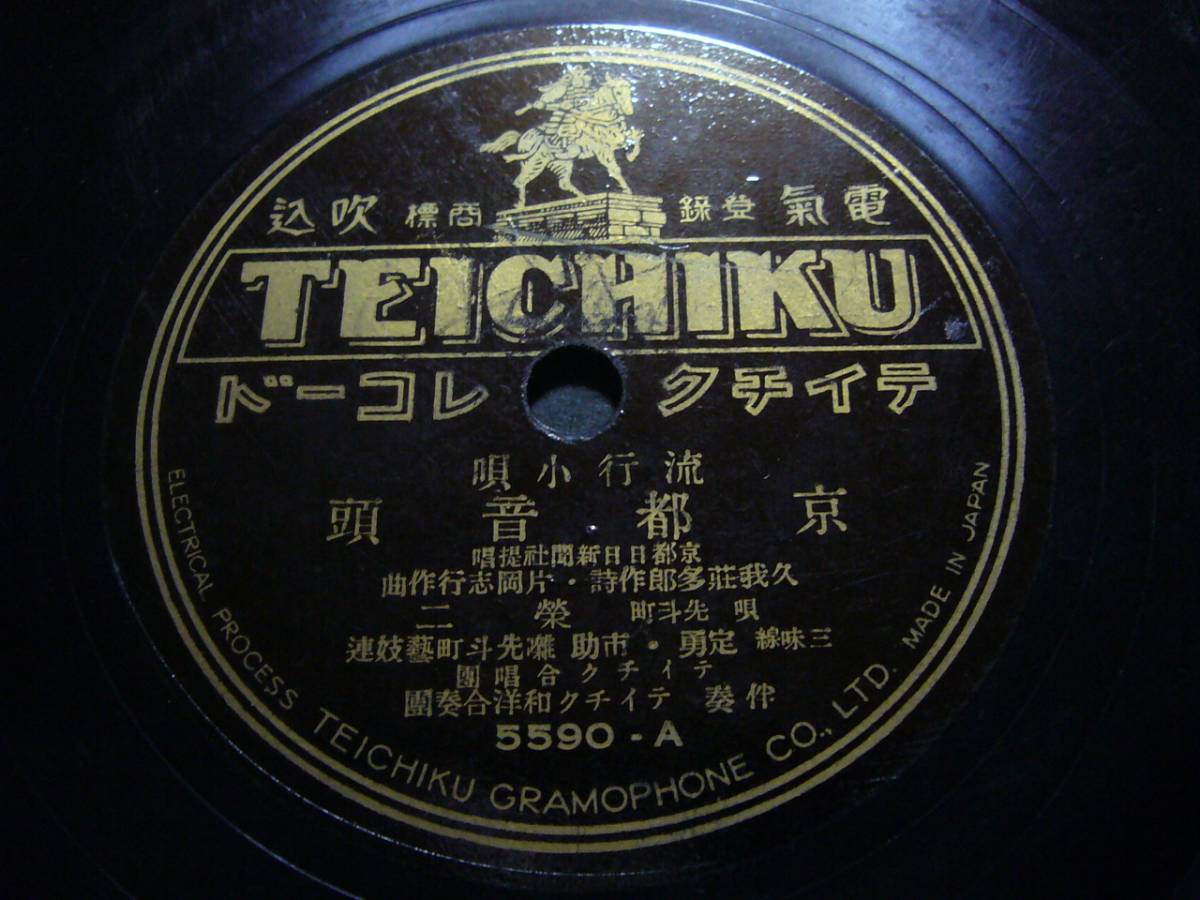 電氣 登錄 商標 吹込
TEICHIKU
テイチク レコード
流行小唄
京都音頭
京都日日新聞社提唱
久我莊多郎作詩・片岡志行作曲
唄 先斗町 榮二
三味線 定勇・市助 囃先斗町藝妓連
テイチク合唱團
伴奏 テイチク和洋合奏團
5590 - A
ELECTRICAL PROCESS TEICHIKU GRAMOPHONE CO., LTD. MADE IN JAPAN